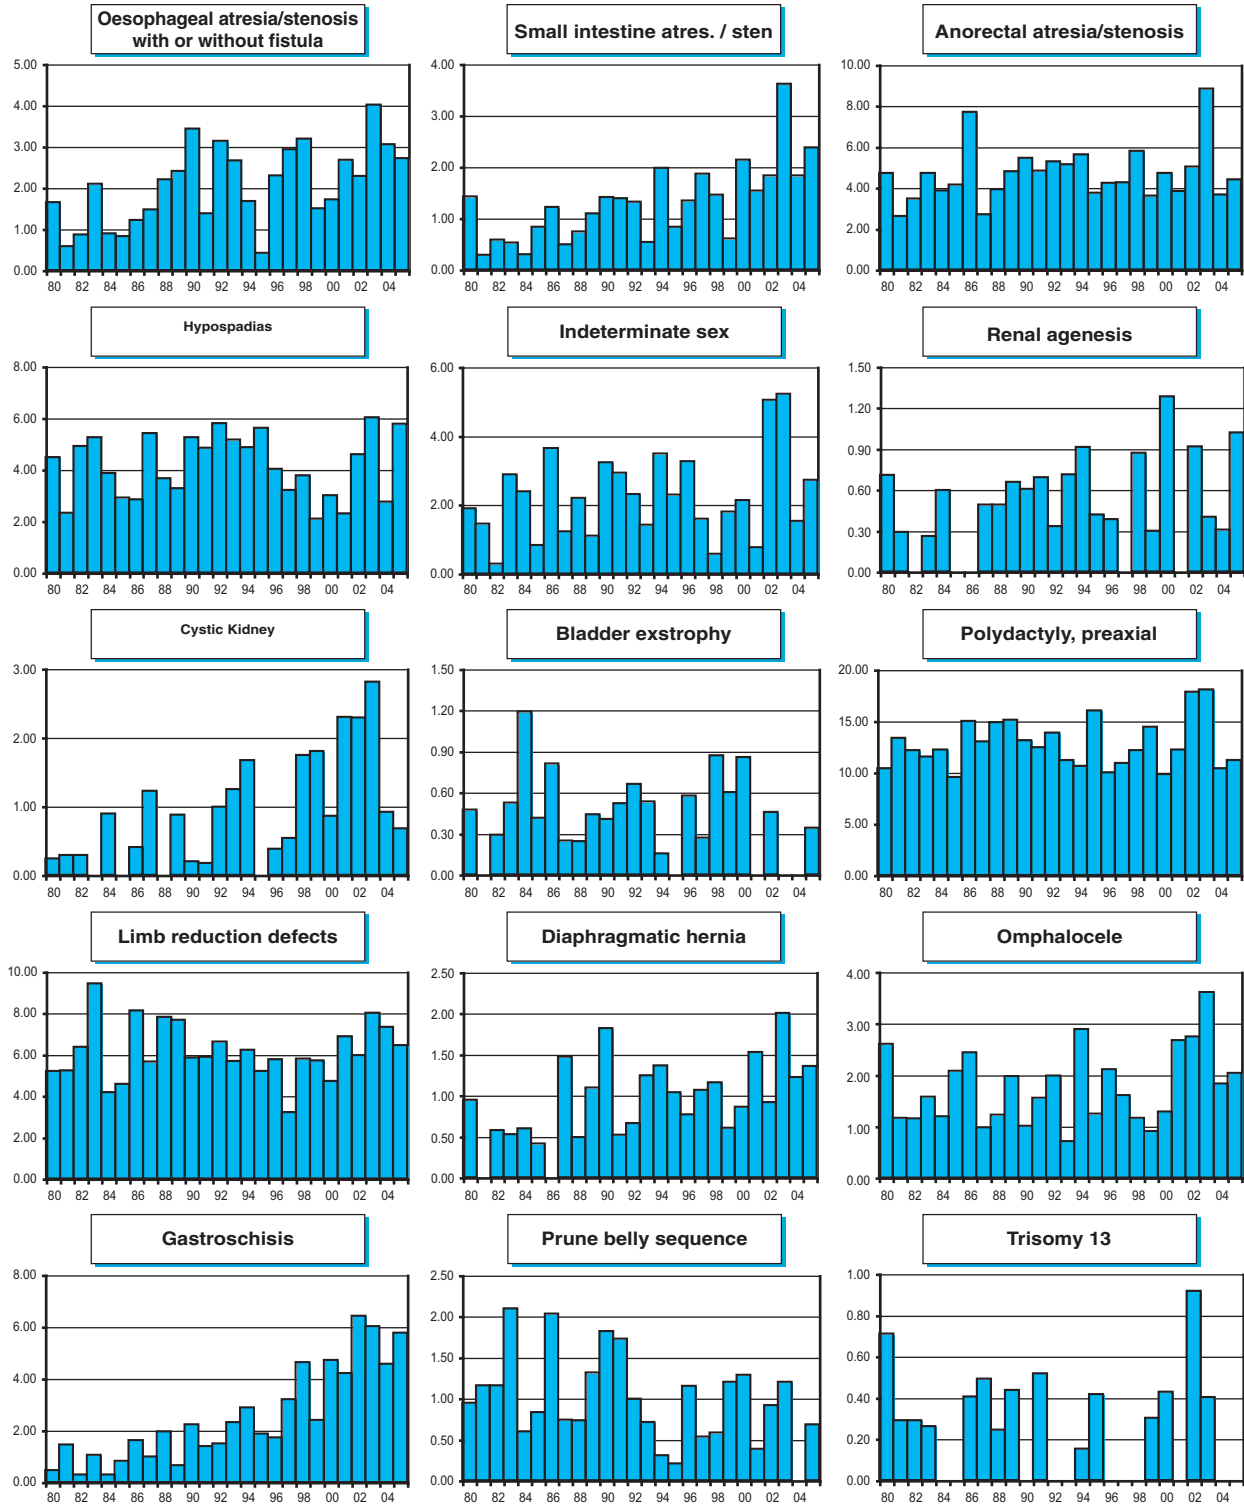 Oesophageal atresia/stenosis
with or without fistula
5.00
4.00
3.00
2.00
1.00
0.00
80 82 84 86 88 90 92 94 96 98 00 02 04
Small intestine atres. / sten
4.00
3.00
2.00
1.00
0.00
80 82 84 86 88 90 92 94 96 98 00 02 04
Anorectal atresia/stenosis
10.00
8.00
6.00
4.00
2.00
0.00
80 82 84 86 88 90 92 94 96 98 00 02 04
Hypospadias
8.00
6.00
4.00
2.00
0.00
80 82 84 86 88 90 92 94 96 98 00 02 04
Indeterminate sex
6.00
4.00
2.00
0.00
80 82 84 86 88 90 92 94 96 98 00 02 04
Renal agenesis
1.50
1.20
0.90
0.60
0.30
0.00
80 82 84 86 88 90 92 94 96 98 00 02 04
Cystic Kidney
3.00
2.00
1.00
0.00
80 82 84 86 88 90 92 94 96 98 00 02 04
Bladder exstrophy
1.50
1.20
0.90
0.60
0.30
0.00
80 82 84 86 88 90 92 94 96 98 00 02 04
Polydactyly, preaxial
20.00
15.00
10.00
5.00
0.00
80 82 84 86 88 90 92 94 96 98 00 02 04
Limb reduction defects
10.00
8.00
6.00
4.00
2.00
0.00
80 82 84 86 88 90 92 94 96 98 00 02 04
Diaphragmatic hernia
2.50
2.00
1.50
1.00
0.50
0.00
80 82 84 86 88 90 92 94 96 98 00 02 04
Omphalocele
4.00
3.00
2.00
1.00
0.00
80 82 84 86 88 90 92 94 96 98 00 02 04
Gastroschisis
8.00
6.00
4.00
2.00
0.00
80 82 84 86 88 90 92 94 96 98 00 02 04
Prune belly sequence
2.50
2.00
1.50
1.00
0.50
0.00
80 82 84 86 88 90 92 94 96 98 00 02 04
Trisomy 13
1.00
0.80
0.60
0.40
0.20
0.00
80 82 84 86 88 90 92 94 96 98 00 02 04